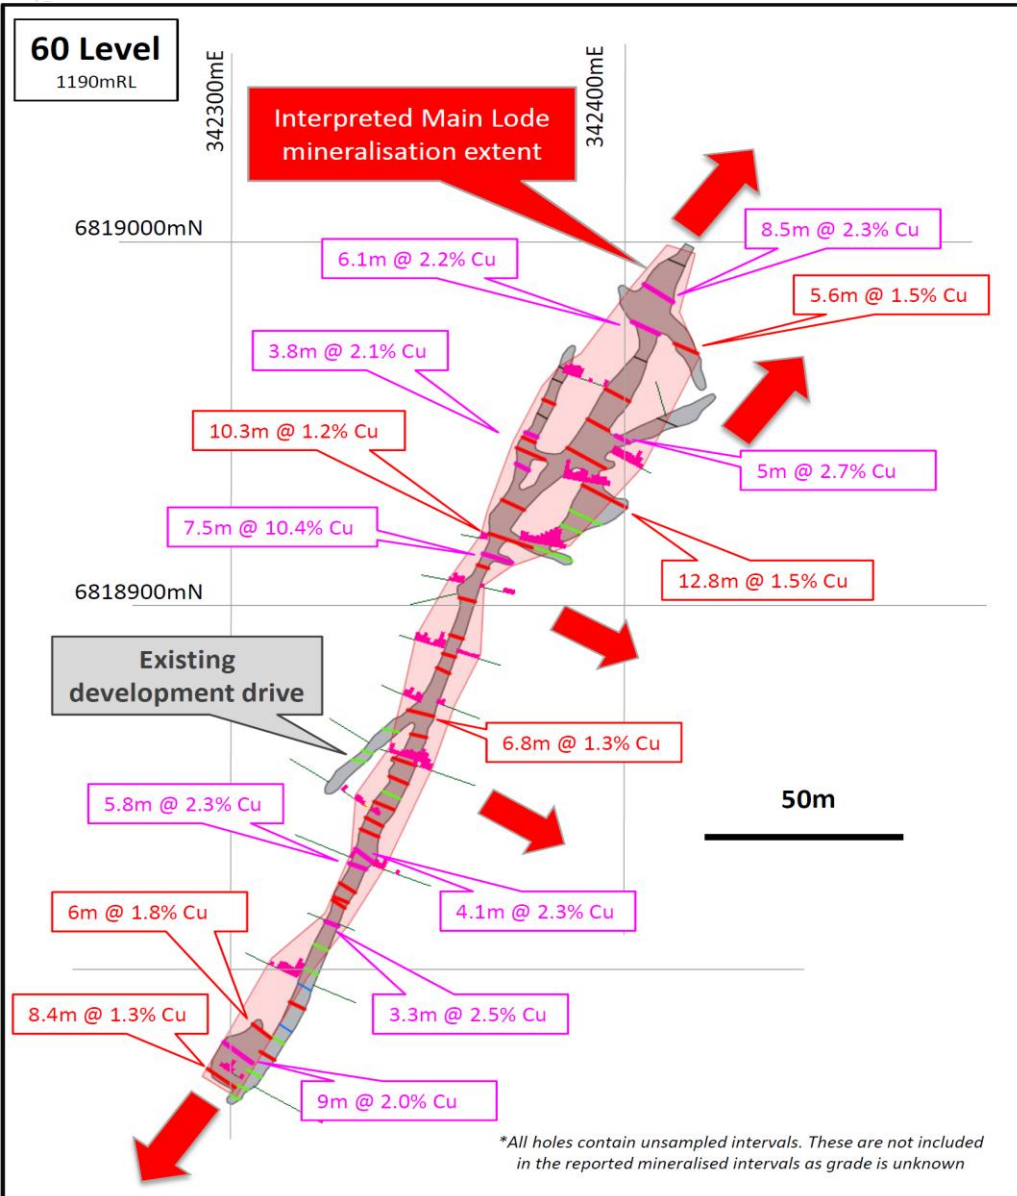 60 Level
1190mRL
342300mE
342400mE
Interpreted Main Lode
mineralisation extent
6819000mN
8.5m @ 2.3% Cu
6.1m @ 2.2% Cu
5.6m @ 1.5% Cu
3.8m @ 2.1% Cu
10.3m @ 1.2% Cu
5m @ 2.7% Cu
7.5m @ 10.4% Cu
12.8m @ 1.5% Cu
6818900mN
Existing
development drive
6.8m @ 1.3% Cu
5.8m @ 2.3% Cu
50m
4.1m @ 2.3% Cu
6m @ 1.8% Cu
8.4m @ 1.3% Cu
3.3m @ 2.5% Cu
9m @ 2.0% Cu
*All holes contain unsampled intervals. These are not included
in the reported mineralised intervals as grade is unknown